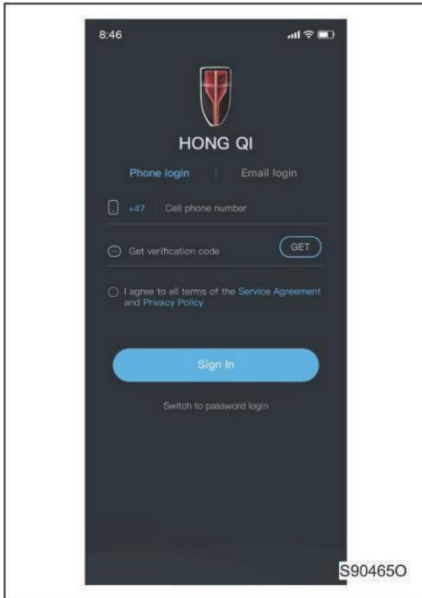 8:46
HONG QI
Phone login | Email login
+47 Cell phone number
Get verification code GET
I agree to all terms of the Service Agreement
and Privacy Policy
Sign In
Switch to password login
S90465O